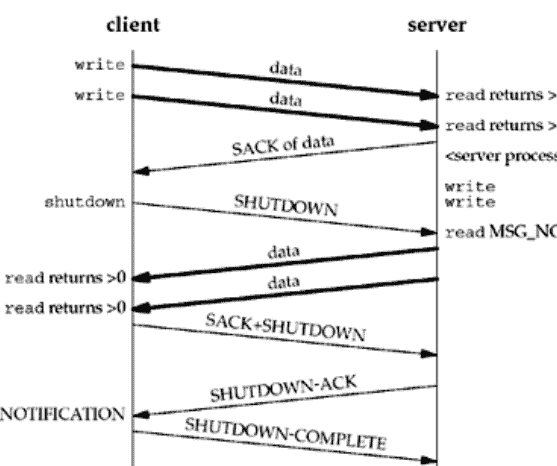 client server
write data
read returns >
write data
read returns >
SACK of data
<server process
write
write
shutdown SHUTDOWN
read MSG_NO
data
read returns >0
data
read returns >0
SACK+SHUTDOWN
SHUTDOWN-ACK
NOTIFICATION
SHUTDOWN-COMPLETE